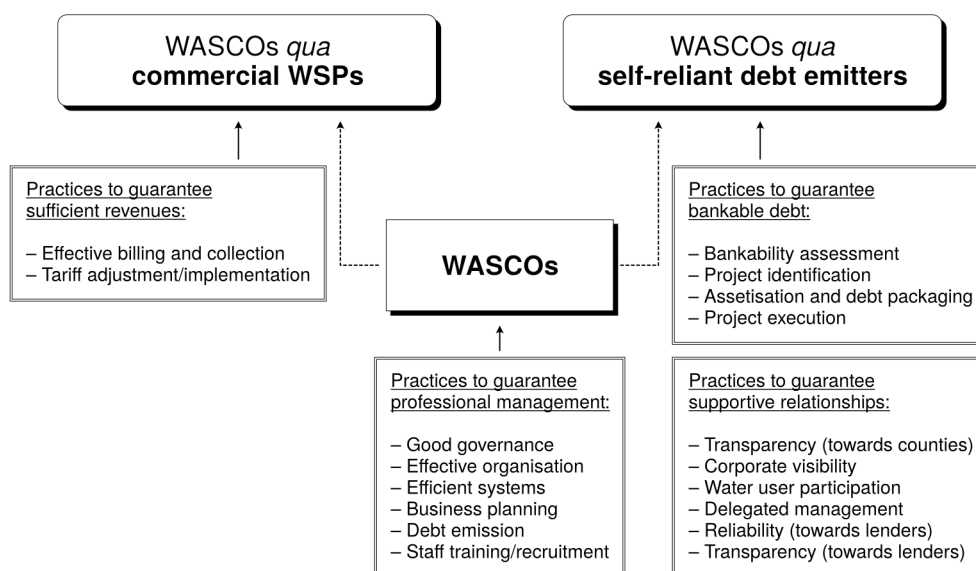 WASCOs qua
commercial WSPs
WASCOs qua
self-reliant debt emitters
Practices to guarantee
sufficient revenues:
– Effective billing and collection
– Tariff adjustment/implementation
WASCOs
Practices to guarantee
bankable debt:
– Bankability assessment
– Project identification
– Assetisation and debt packaging
– Project execution
Practices to guarantee
professional management:
– Good governance
– Effective organisation
– Efficient systems
– Business planning
– Debt emission
– Staff training/recruitment
Practices to guarantee
supportive relationships:
– Transparency (towards counties)
– Corporate visibility
– Water user participation
– Delegated management
– Reliability (towards lenders)
– Transparency (towards lenders)